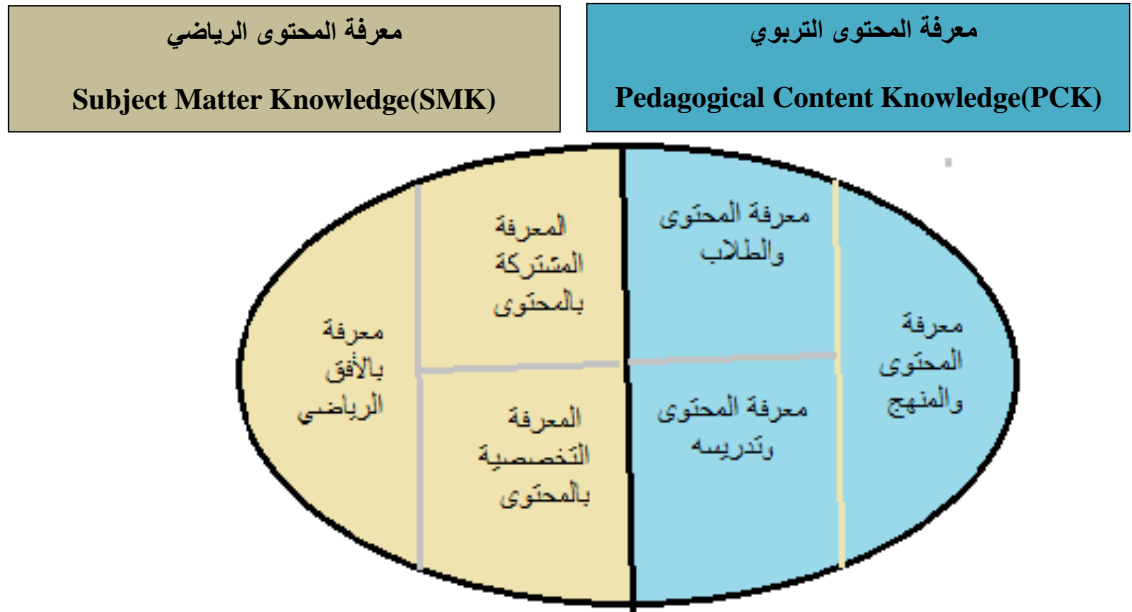 معرفة المحتوى الرياضي
Subject Matter Knowledge(SMK)
معرفة المحتوى التربوي
Pedagogical Content Knowledge(PCK)
معرفة المحتوى
والطلاب
المعرفة
المشتركة
بالمحتوى
معرفة
المحتوى
والمنهج
معرفة
بالأفق
الرياضي
معرفة المحتوى
وتدريسه
المعرفة
التخصصية
بالمحتوى